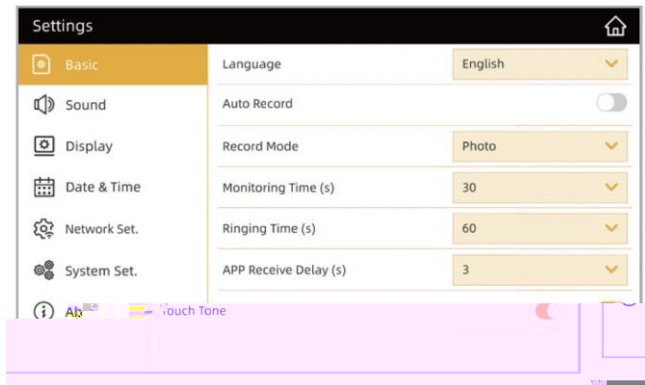 Settings
Basic
Language
English
Sound
Auto Record
Display
Record Mode
Photo
Date & Time
Monitoring Time (s)
30
Network Set.
Ringing Time (s)
60
System Set.
APP Receive Delay (s)
3
Tone